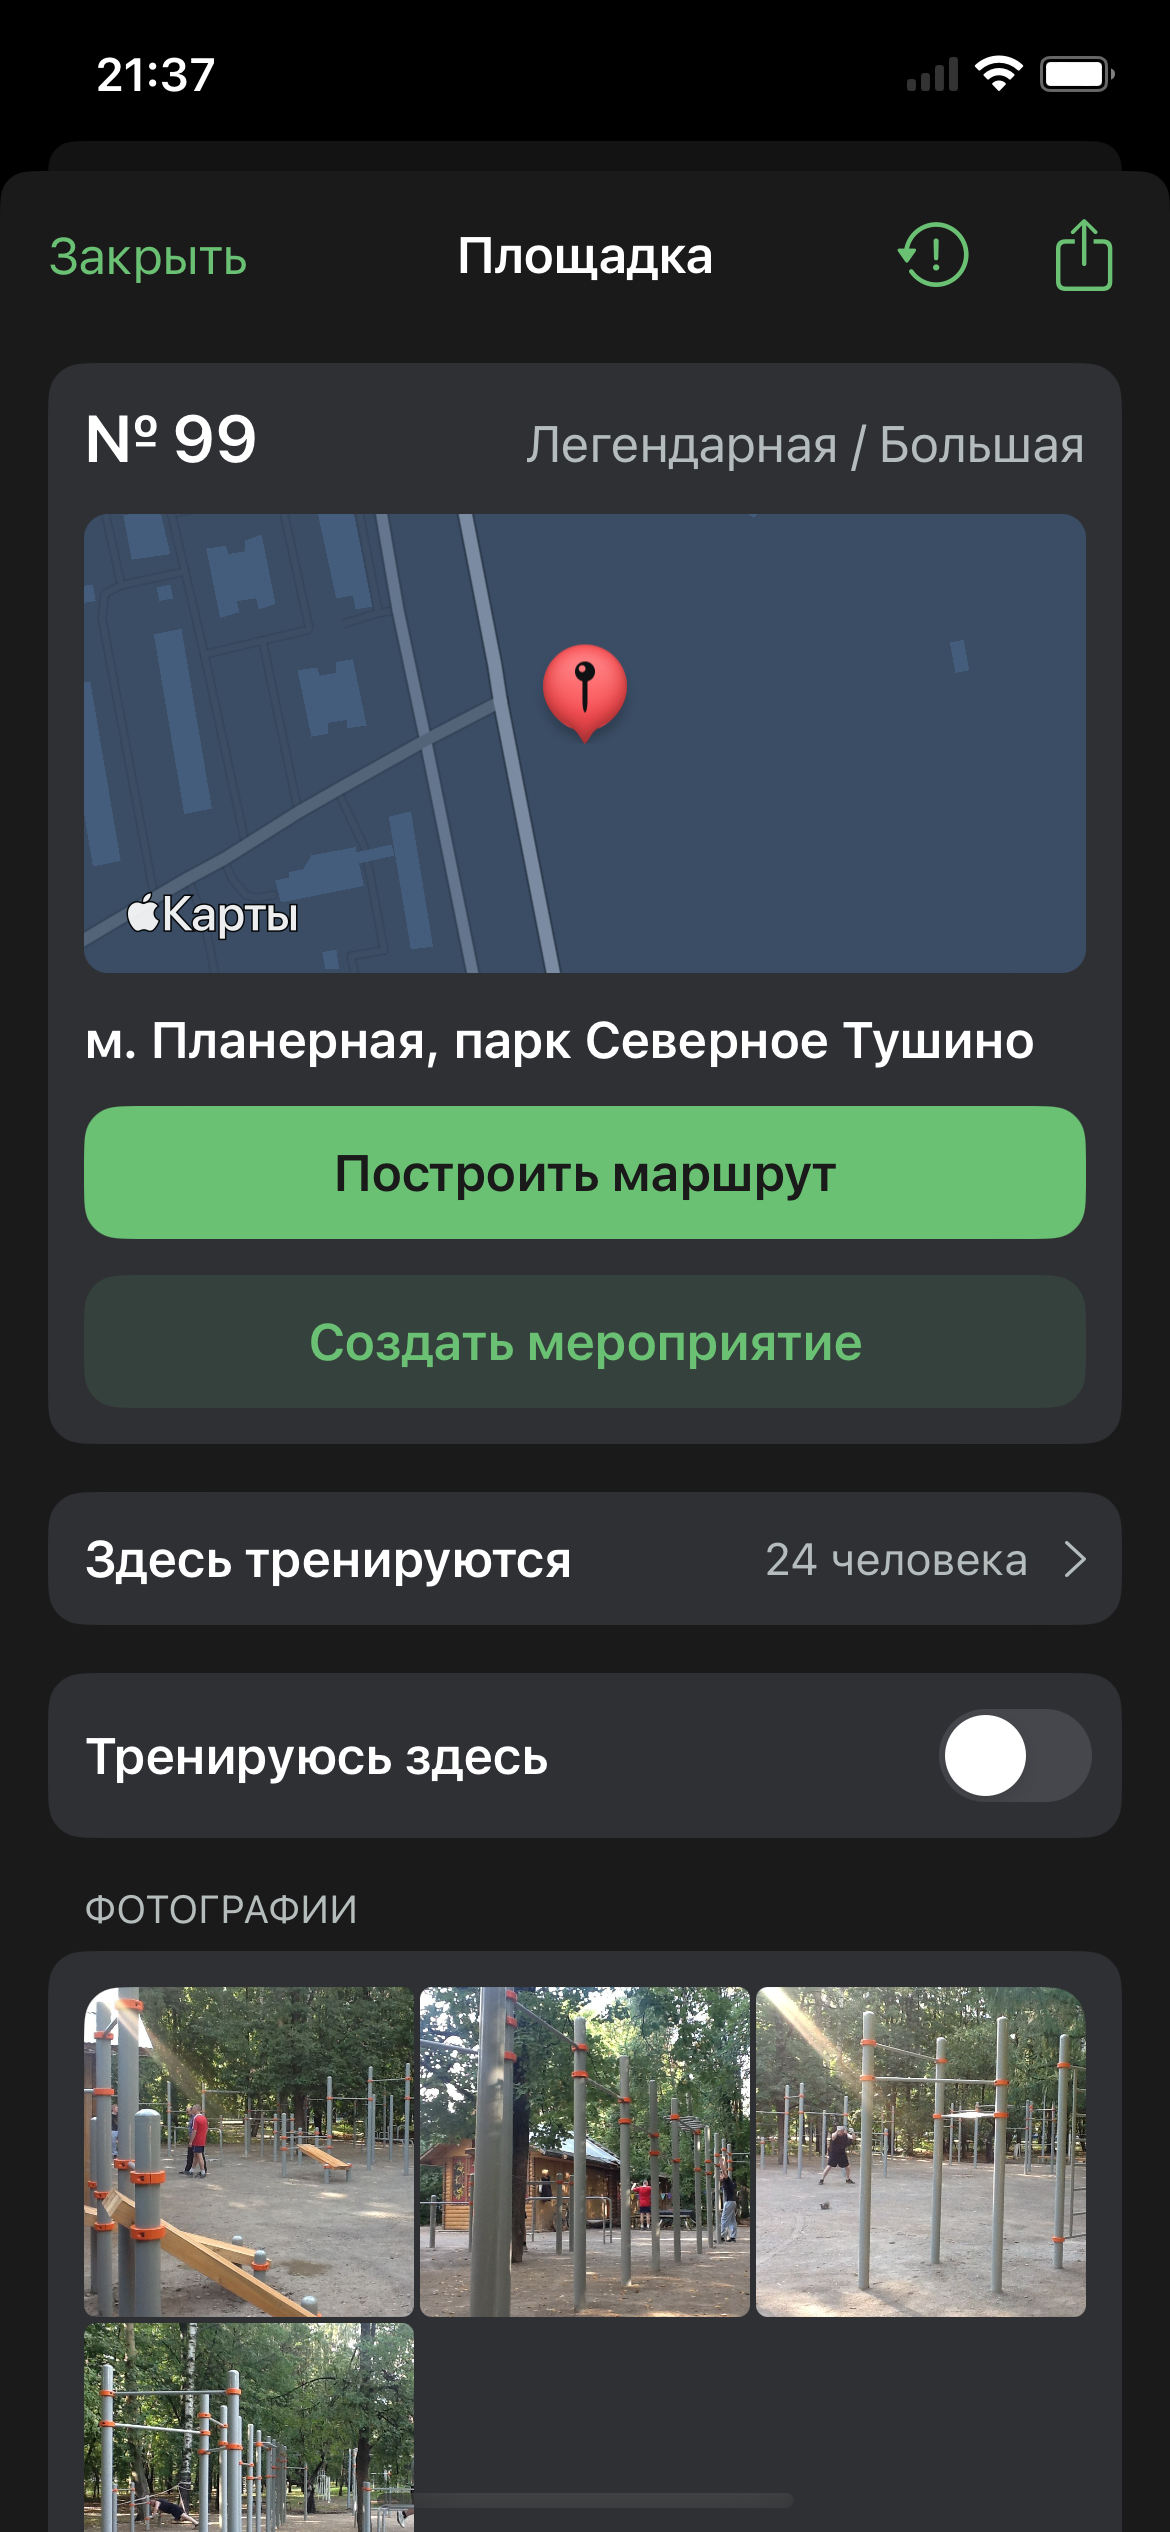 21:37
Закрыть
Площадка
№ 99
Легендарная / Большая
Карты
м. Планерная, парк Северное Тушино
Построить маршрут
Создать мероприятие
Здесь тренируются
24 человека
Тренируюсь здесь
ФОТОГРАФИИ